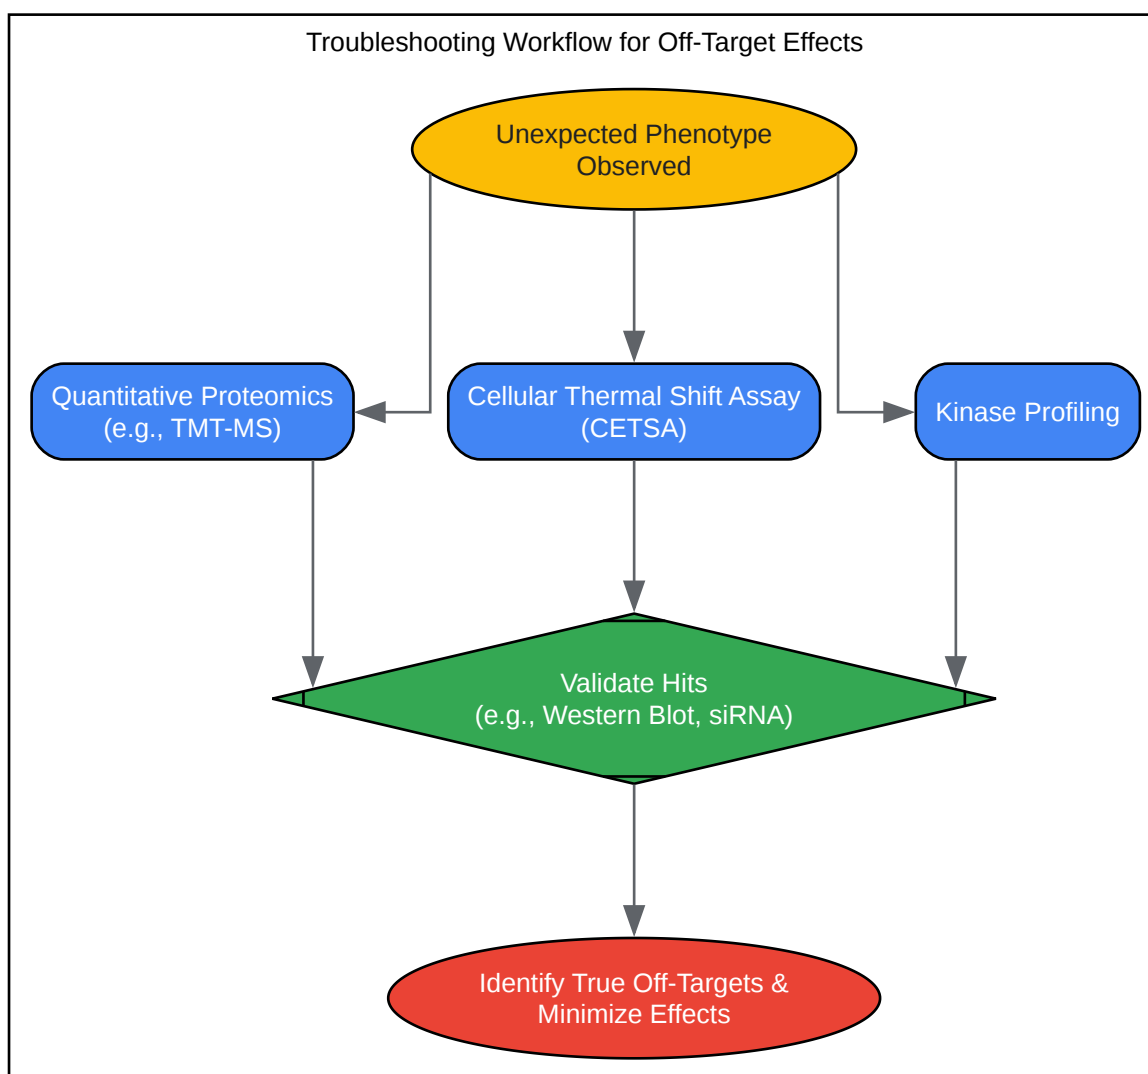 Troubleshooting Workflow for Off-Target Effects
Unexpected Phenotype
Observed
Quantitative Proteomics
(e.g., TMT-MS)
Cellular Thermal Shift Assay
(CETSA)
Kinase Profiling
Validate Hits
(e.g., Western Blot, siRNA)
Identify True Off-Targets &
Minimize Effects